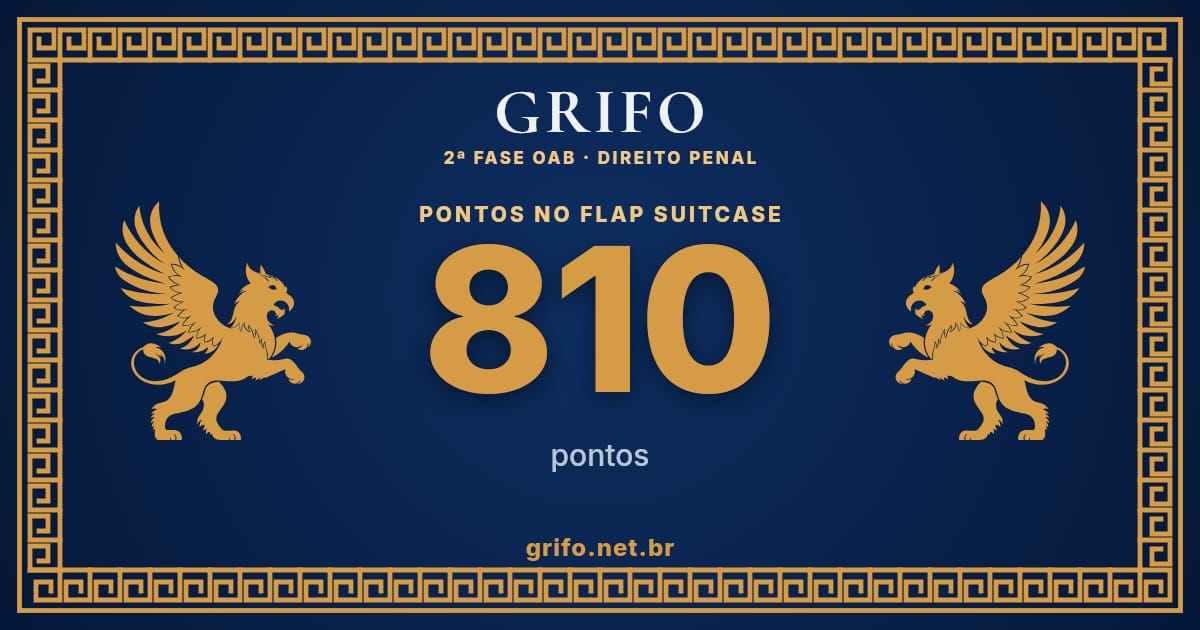 GRIFO
2ª FASE OAB · DIREITO PENAL
PONTOS NO FLAP SUITCASE
810
pontos
grifo.net.br